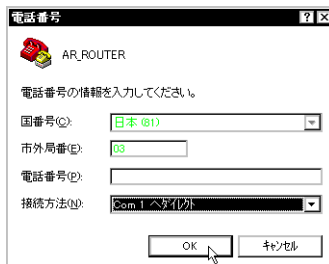 電話番号
AR_ROUTER
電話番号の情報を入力してください。
国番号(C): 日本 (81)
市外局番(E): 03
電話番号(P):
接続方法(N): Com 1 へダイレクト
OK キャンセル